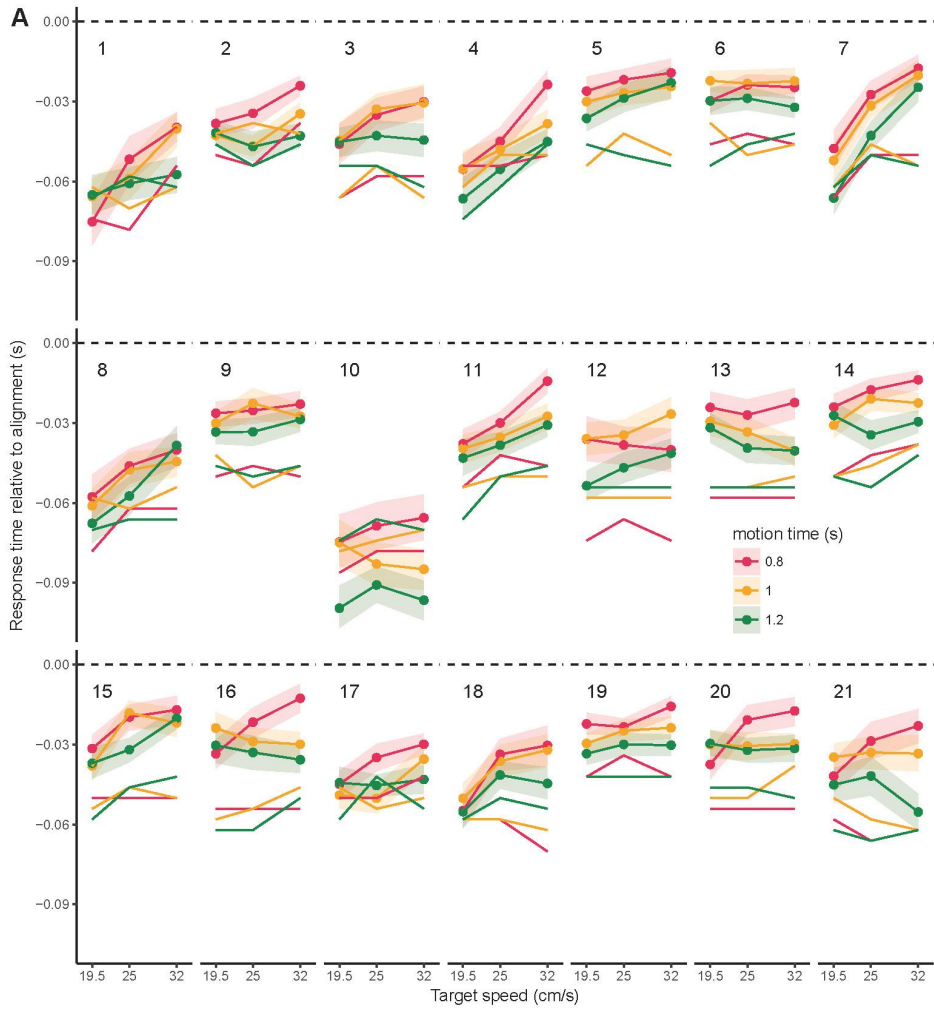 A
0.00
1 2 3 4 5 6 7
−0.03
−0.06
−0.09
Response time relative to alignment (s)
0.00
8 9 10 11 12 13 14
−0.03
−0.06
−0.09
motion time (s)
0.8
1
1.2
0.00
15 16 17 18 19 20 21
−0.03
−0.06
−0.09
19.5 25 32 19.5 25 32 19.5 25 32 19.5 25 32 19.5 25 32 19.5 25 32 19.5 25 32
Target speed (cm/s)